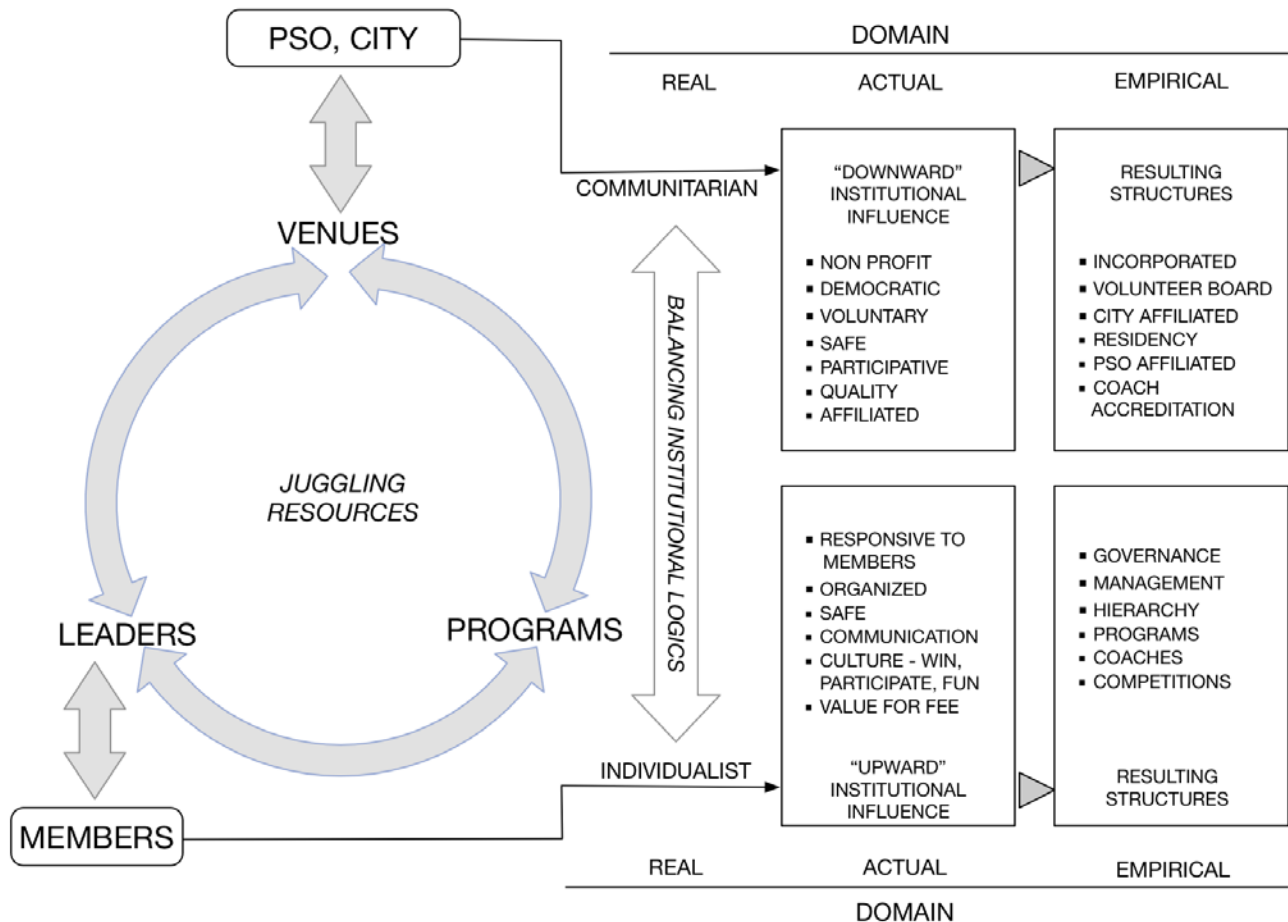 PSO, CITY
DOMAIN
REAL
ACTUAL
EMPIRICAL
VENUES
COMMUNITARIAN
“DOWNWARD”
INSTITUTIONAL
INFLUENCE
▪ NON PROFIT
▪ DEMOCRATIC
▪ VOLUNTARY
▪ SAFE
▪ PARTICIPATIVE
▪ QUALITY
▪ AFFILIATED
RESULTING
STRUCTURES
▪ INCORPORATED
▪ VOLUNTEER BOARD
▪ CITY AFFILIATED
▪ RESIDENCY
▪ PSO AFFILIATED
▪ COACH
ACCREDITATION
JUGGLING
RESOURCES
BALANCING INSTITUTIONAL LOGICS
LEADERS
PROGRAMS
▪ RESPONSIVE TO
MEMBERS
▪ ORGANIZED
▪ SAFE
▪ COMMUNICATION
▪ CULTURE - WIN,
PARTICIPATE, FUN
▪ VALUE FOR FEE
“UPWARD”
INSTITUTIONAL
INFLUENCE
▪ GOVERNANCE
▪ MANAGEMENT
▪ HIERARCHY
▪ PROGRAMS
▪ COACHES
▪ COMPETITIONS
RESULTING
STRUCTURES
INDIVIDUALIST
MEMBERS
REAL
ACTUAL
EMPIRICAL
DOMAIN